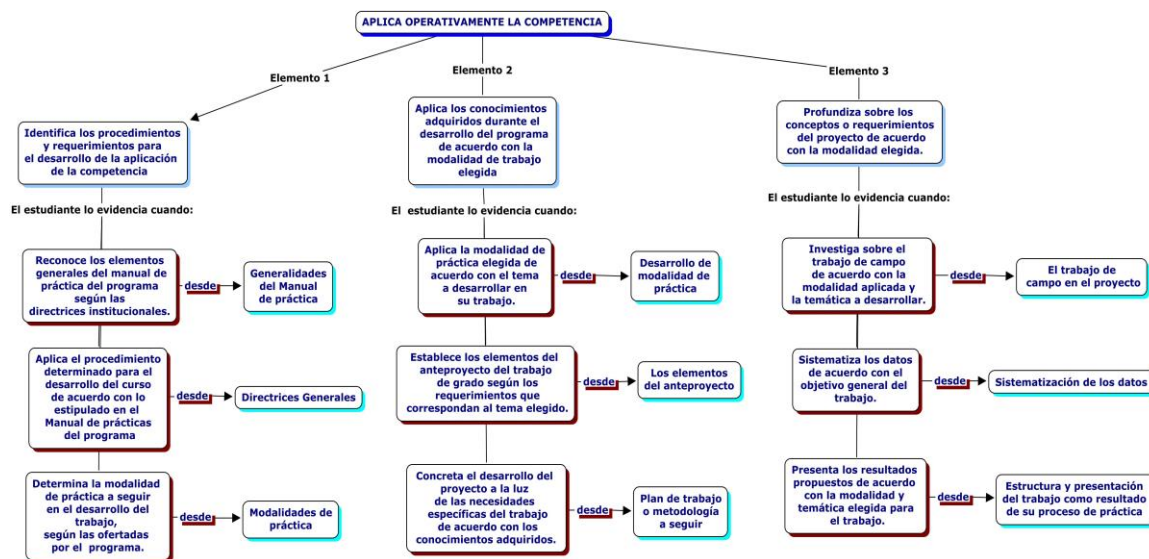 APLICA OPERATIVAMENTE LA COMPETENCIA
Elemento 1
Identifica los procedimientos
y requerimientos para
el desarrollo de la aplicación
de la competencia
El estudiante lo evidencia cuando:
Reconoce los elementos
generales del manual de
práctica del programa
según las
directrices institucionales.
desde
Generalidades
del Manual
de práctica
Aplica el procedimiento
determinado para el
desarrollo del curso
de acuerdo con lo
estipulado en el
Manual de prácticas
del programa
desde
Directrices Generales
Determina la modalidad
de práctica a seguir
en el desarrollo del
trabajo,
según las ofertadas
por el programa.
desde
Modalidades de
práctica
Elemento 2
Aplica los conocimientos
adquiridos durante el
desarrollo del programa
de acuerdo con la
modalidad de trabajo
elegida
El estudiante lo evidencia cuando:
Aplica la modalidad de
práctica elegida de
acuerdo con el tema
a desarrollar en
su trabajo.
desde
Desarrollo de
modalidad de
práctica
Establece los elementos del
anteproyecto del trabajo
de grado según los
requerimientos que
correspondan al tema elegido.
desde
Los elementos
del anteproyecto
Concreta el desarrollo del
proyecto a la luz
de las necesidades
específicas del trabajo
de acuerdo con los
conocimientos adquiridos.
desde
Plan de trabajo
o metodología
a seguir
Elemento 3
Profundiza sobre los
conceptos o requerimientos
del proyecto de acuerdo
con la modalidad elegida.
El estudiante lo evidencia cuando:
Investiga sobre el
trabajo de campo
de acuerdo con la
modalidad aplicada y
la temática a desarrollar.
desde
El trabajo de
campo en el proyecto
Sistematiza los datos
de acuerdo con el
objetivo general del
trabajo.
desde
Sistematización de los datos
Presenta los resultados
propuestos de acuerdo
con la modalidad y
temática elegida para
el trabajo.
desde
Estructura y presentación
del trabajo como resultado
de su proceso de práctica